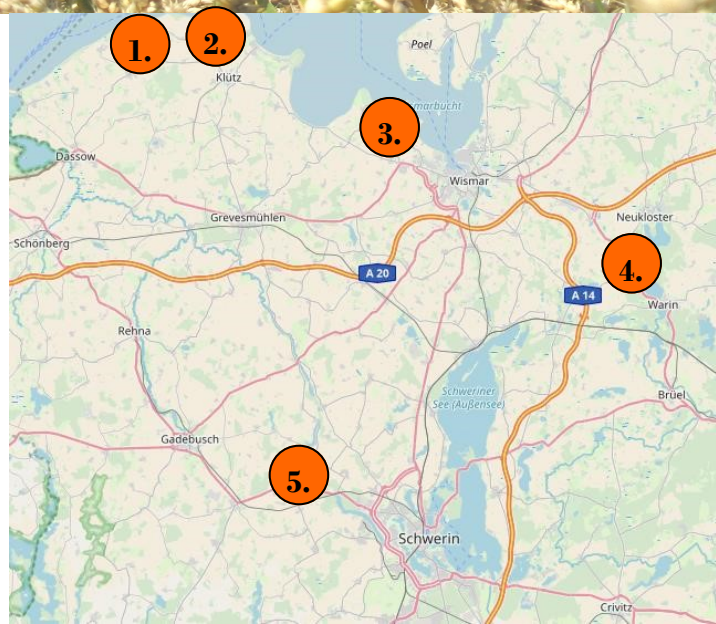 1.
2.
Poel
Klütz
3.
marbucht
Dassow
Wismar
Grevesmühlen
Neukloster
Schönberg
4.
A 20
A 14
Warin
Rehna
Schweriner
See (Außensee)
Brüel
Gadebusch
5.
Schwerin
Crivitz